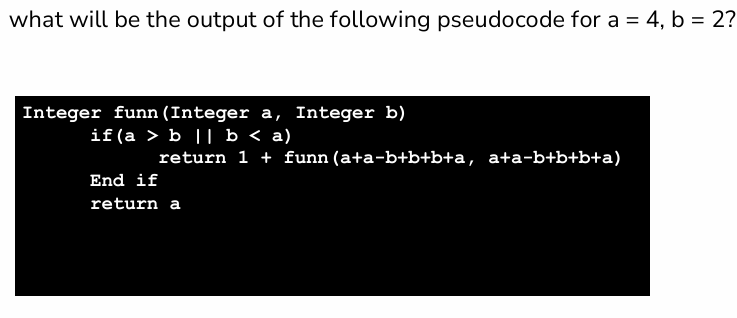 what will be the output of the following pseudocode for a = 4, b = 2?
Integer funn(Integer a, Integer b)
if(a > b || b < a)
return 1 + funn(a+a-b+b+b+a, a+a-b+b+b+a)
End if
return a